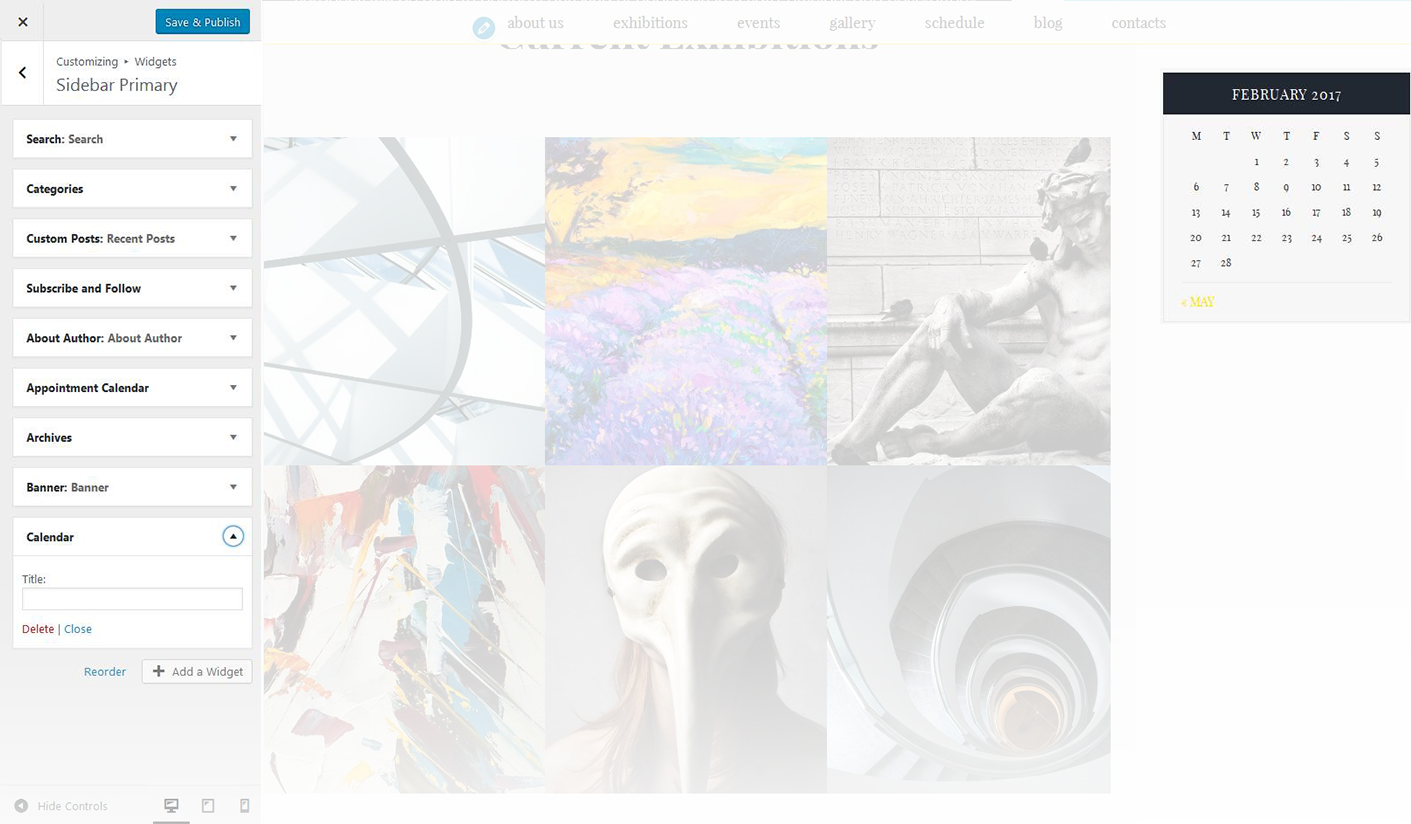 Save & Publish
Customizing ▸ Widgets
Sidebar Primary
Search: Search
Categories
Custom Posts: Recent Posts
Subscribe and Follow
About Author: About Author
Appointment Calendar
Archives
Banner: Banner
Calendar
Title:
Delete | Close
Reorder
Add a Widget
Hide Controls
about us exhibitions events gallery schedule blog contacts
Current Exhibitions
FEBRUARY 2017
M T W T F S S
1 2 3 4 5
6 7 8 9 10 11 12
13 14 15 16 17 18 19
20 21 22 23 24 25 26
27 28
« MAY